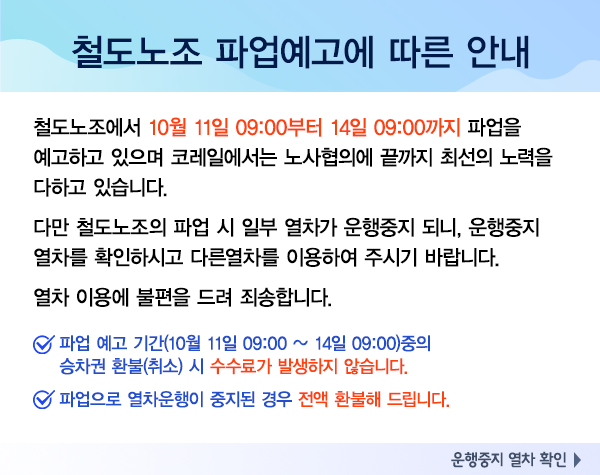 철도노조 파업예고에 따른 안내
철도노조에서 10월 11일 09:00부터 14일 09:00까지 파업을
예고하고 있으며 코레일에서는 노사협의에 끝까지 최선의 노력을
다하고 있습니다.
다만 철도노조의 파업 시 일부 열차가 운행중지 되니, 운행중지
열차를 확인하시고 다른열차를 이용하여 주시기 바랍니다.
열차 이용에 불편을 드려 죄송합니다.
파업 예고 기간(10월 11일 09:00 ~ 14일 09:00)중의
승차권 환불(취소) 시 수수료가 발생하지 않습니다.
파업으로 열차운행이 중지된 경우 전액 환불해 드립니다.
운행중지 열차 확인